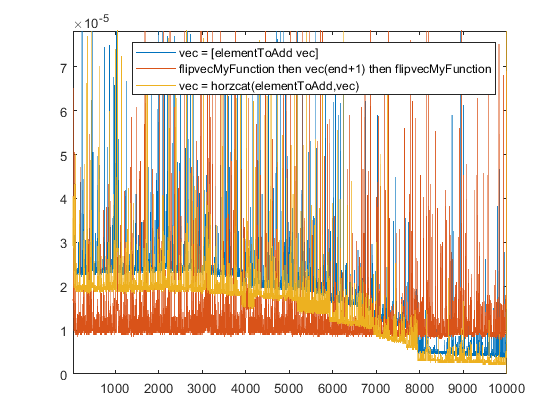 ×10-5
vec = [elementToAdd vec]
flipvecMyFunction then vec(end+1) then flipvecMyFunction
vec = horzcat(elementToAdd,vec)
7
6
5
4
3
2
1
0
1000 2000 3000 4000 5000 6000 7000 8000 9000 10000